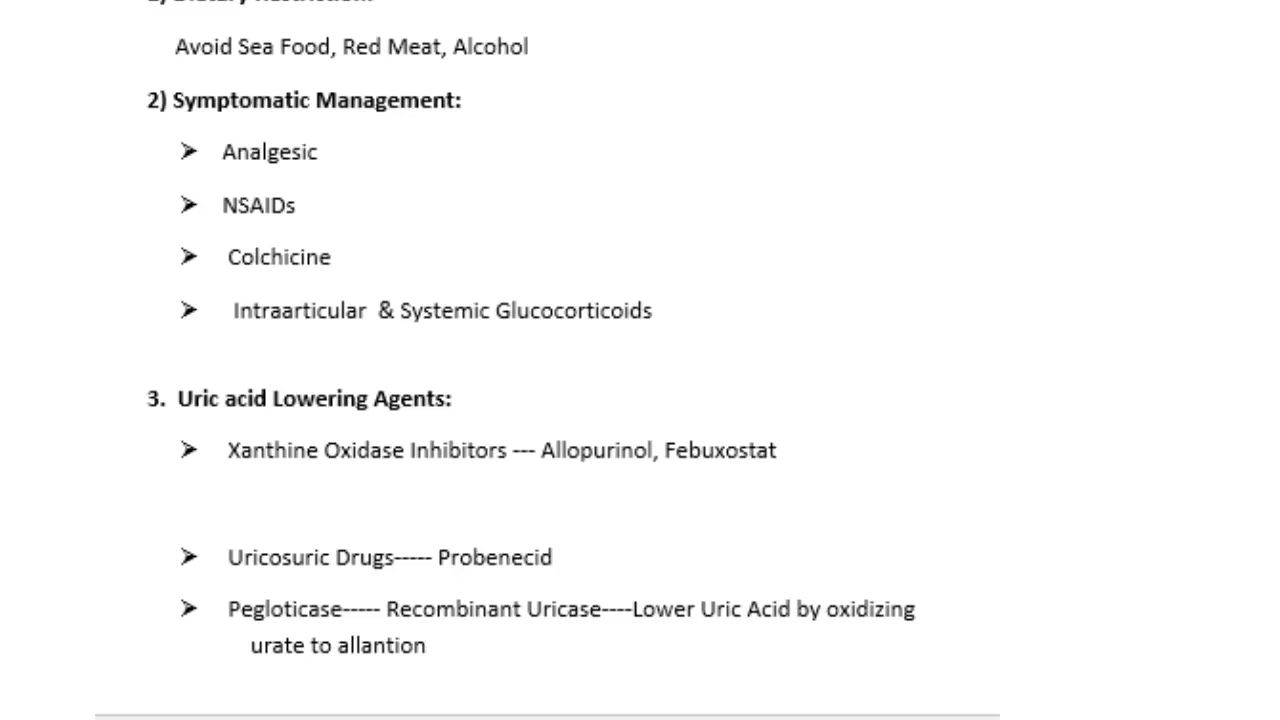 Avoid Sea Food, Red Meat, Alcohol
2) Symptomatic Management:
➤ Analgesic
➤ NSAIDs
➤ Colchicine
➤ Intraarticular & Systemic Glucocorticoids
3. Uric acid Lowering Agents:
➤ Xanthine Oxidase Inhibitors --- Allopurinol, Febuxostat
➤ Uricosuric Drugs----- Probenecid
➤ Pegloticase----- Recombinant Uricase----Lower Uric Acid by oxidizing
urate to allantion